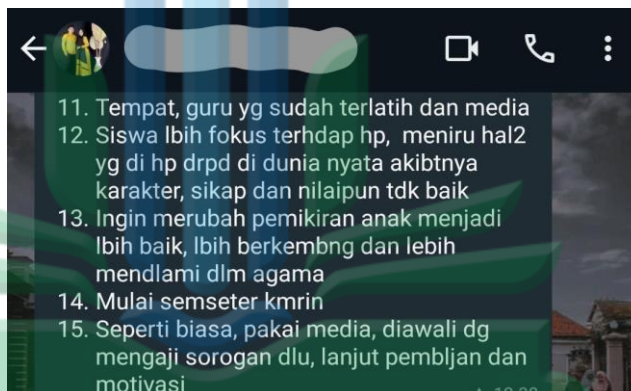 11. Tempat, guru yg sudah terlatih dan media
12. Siswa lbih fokus terhdap hp, meniru hal2
yg di hp drpd di dunia nyata akibtnya
karakter, sikap dan nilaipun tdk baik
13. Ingin merubah pemikiran anak menjadi
lbih baik, lbih berkembng dan lebih
mendlami dlm agama
14. Mulai semseter kmrin
15. Seperti biasa, pakai media, diawali dg
mengaji sorogan dlu, lanjut pembljan dan
motivasi